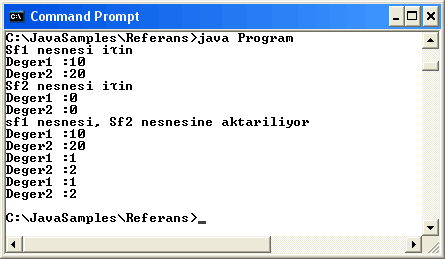 Command Prompt
C:\JavaSamples\Referans>java Program
Sf1 nesnesi iτin
Deger1 :10
Deger2 :20
Sf2 nesnesi iτin
Deger1 :0
Deger2 :0
sf1 nesnesi, Sf2 nesnesine aktariliyor
Deger1 :10
Deger2 :20
Deger1 :1
Deger2 :2
Deger1 :1
Deger2 :2
C:\JavaSamples\Referans>_